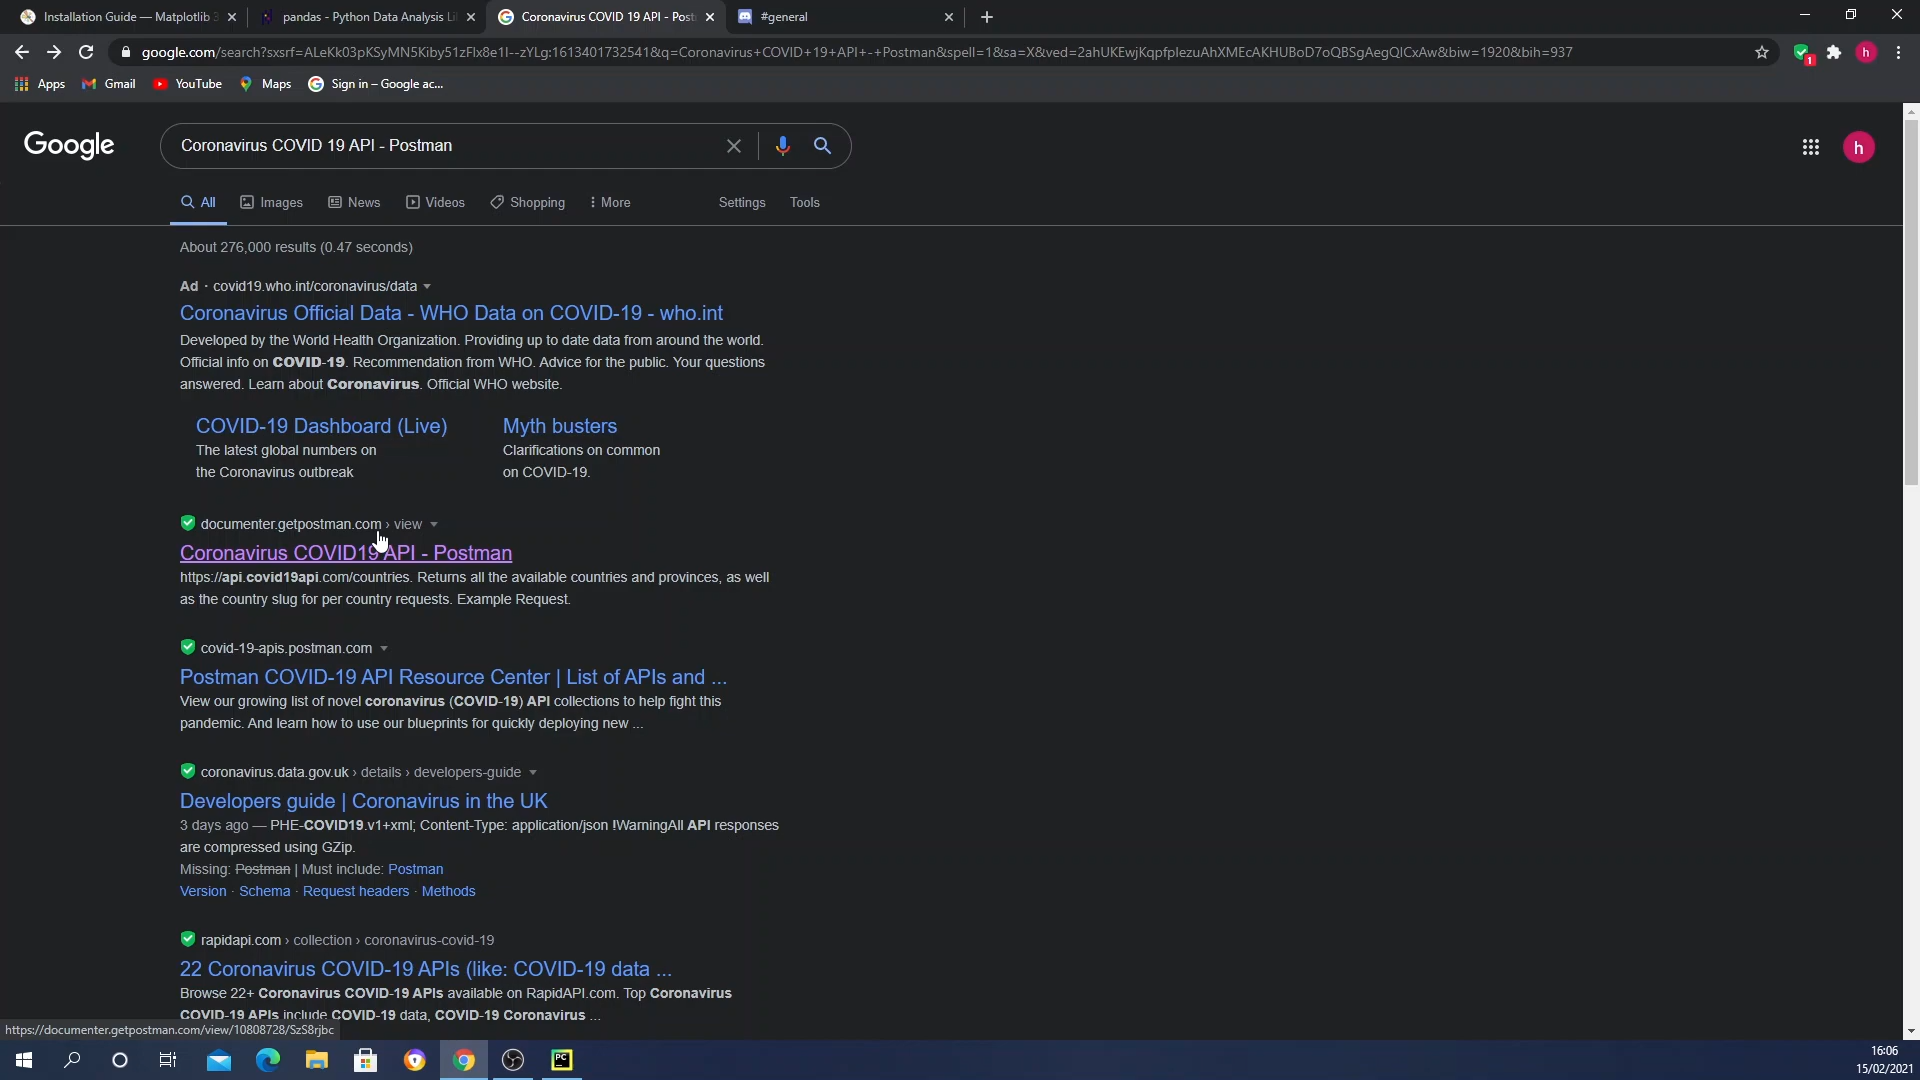 Installation Guide — Matplotlib 3
pandas - Python Data Analysis Li
Coronavirus COVID 19 API - Post
#general
google.com/search?sxsrf=ALeKk03pKSyMN5Kiby51zFlx8e1I--zYLg:1613401732541&q=Coronavirus+COVID+19+API+-+Postman&spell=1&sa=X&ved=2ahUKEwjKqpfplezuAhXMEcAKHUBoD7oQBSgAegQICxAw&biw=1920&bih=937
1
h
Apps
Gmail
YouTube
Maps
Sign in – Google ac...
Google
Coronavirus COVID 19 API - Postman
h
All
Images
News
Videos
Shopping
More
Settings
Tools
About 276,000 results (0.47 seconds)
Ad · covid19.who.int/coronavirus/data
Coronavirus Official Data - WHO Data on COVID-19 - who.int
Developed by the World Health Organization. Providing up to date data from around the world.
Official info on COVID-19. Recommendation from WHO. Advice for the public. Your questions
answered. Learn about Coronavirus. Official WHO website.
COVID-19 Dashboard (Live)
The latest global numbers on
the Coronavirus outbreak
Myth busters
Clarifications on common
on COVID-19.
documenter.getpostman.com › view
Coronavirus COVID19 API - Postman
https://api.covid19api.com/countries. Returns all the available countries and provinces, as well
as the country slug for per country requests. Example Request.
covid-19-apis.postman.com
Postman COVID-19 API Resource Center | List of APIs and ...
View our growing list of novel coronavirus (COVID-19) API collections to help fight this
pandemic. And learn how to use our blueprints for quickly deploying new ...
coronavirus.data.gov.uk › details › developers-guide
Developers guide | Coronavirus in the UK
3 days ago — PHE-COVID19.v1+xml; Content-Type: application/json !WarningAll API responses
are compressed using GZip.
Missing: Postman | Must include: Postman
Version · Schema · Request headers · Methods
rapidapi.com › collection › coronavirus-covid-19
22 Coronavirus COVID-19 APIs (like: COVID-19 data ...
Browse 22+ Coronavirus COVID-19 APIs available on RapidAPI.com. Top Coronavirus
COVID-19 APIs include COVID-19 data, COVID-19 Coronavirus ...
https://documenter.getpostman.com/view/10808728/SzS8rjbc
PC
16:06
15/02/2021